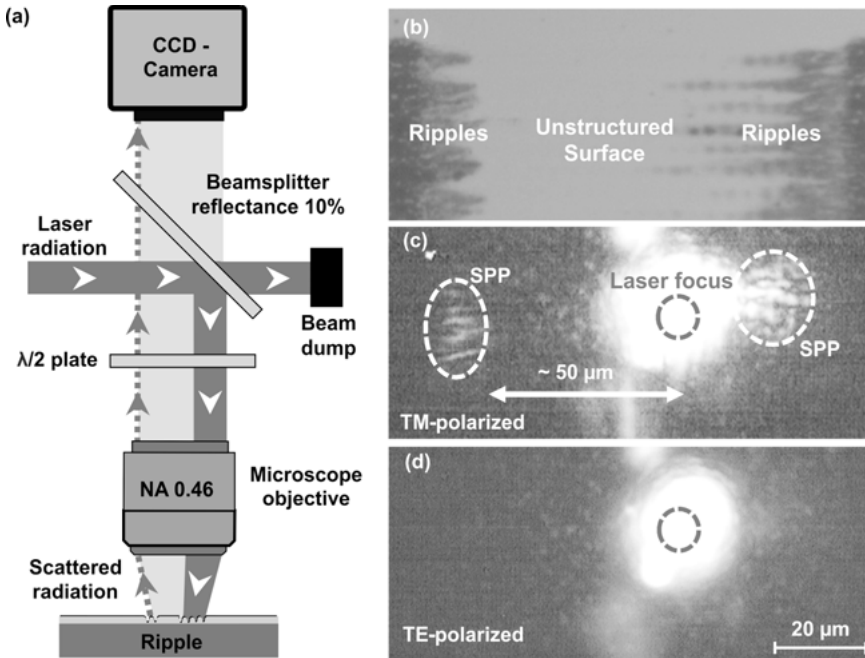 (a)
CCD -
Camera
Beamsplitter
reflectance 10%
Laser
radiation
Beam
dump
λ/2 plate
NA 0.46
Microscope
objective
Scattered
radiation
Ripple
(b)
Ripples
Unstructured
Surface
Ripples
(c)
SPP
Laser focus
SPP
~ 50 µm
TM-polarized
(d)
TE-polarized
20 µm